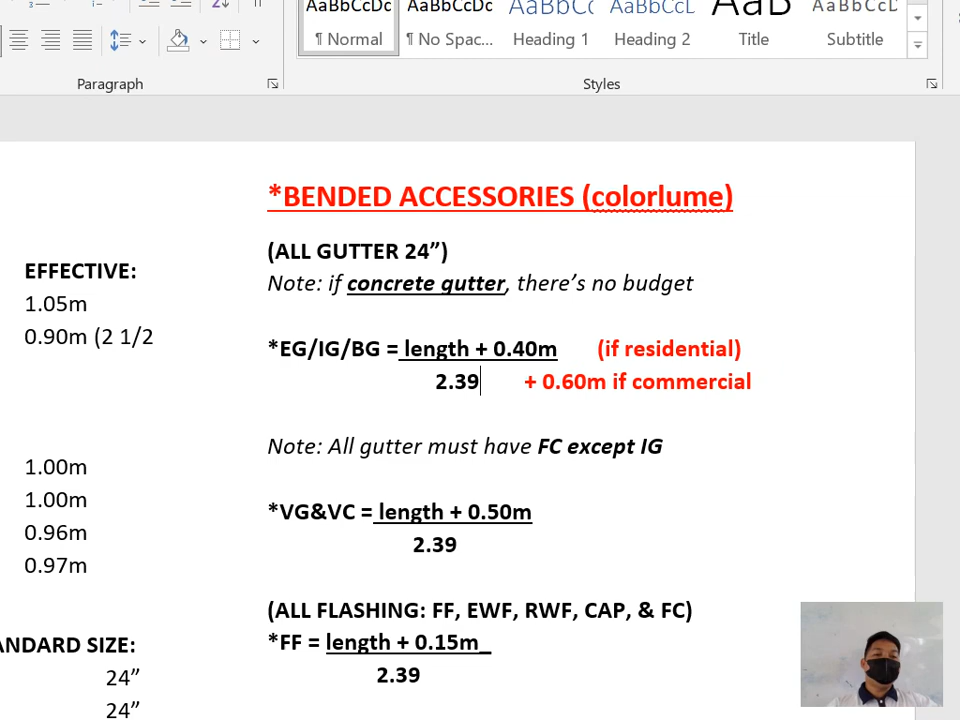 AaBbCcDc AaBbCcDc AaBbCc AaBbCcL AaB AaBbCcD
¶ Normal ¶ No Spac... Heading 1 Heading 2 Title Subtitle
Paragraph Styles
*BENDED ACCESSORIES (colorlume)
(ALL GUTTER 24”)
EFFECTIVE:
Note: if concrete gutter, there’s no budget
1.05m
0.90m (2 1/2
*EG/IG/BG = length + 0.40m (if residential)
2.39 + 0.60m if commercial
Note: All gutter must have FC except IG
1.00m
1.00m
*VG&VC = length + 0.50m
0.96m
2.39
0.97m
(ALL FLASHING: FF, EWF, RWF, CAP, & FC)
ANDARD SIZE:
*FF = length + 0.15m_
24”
2.39
24”